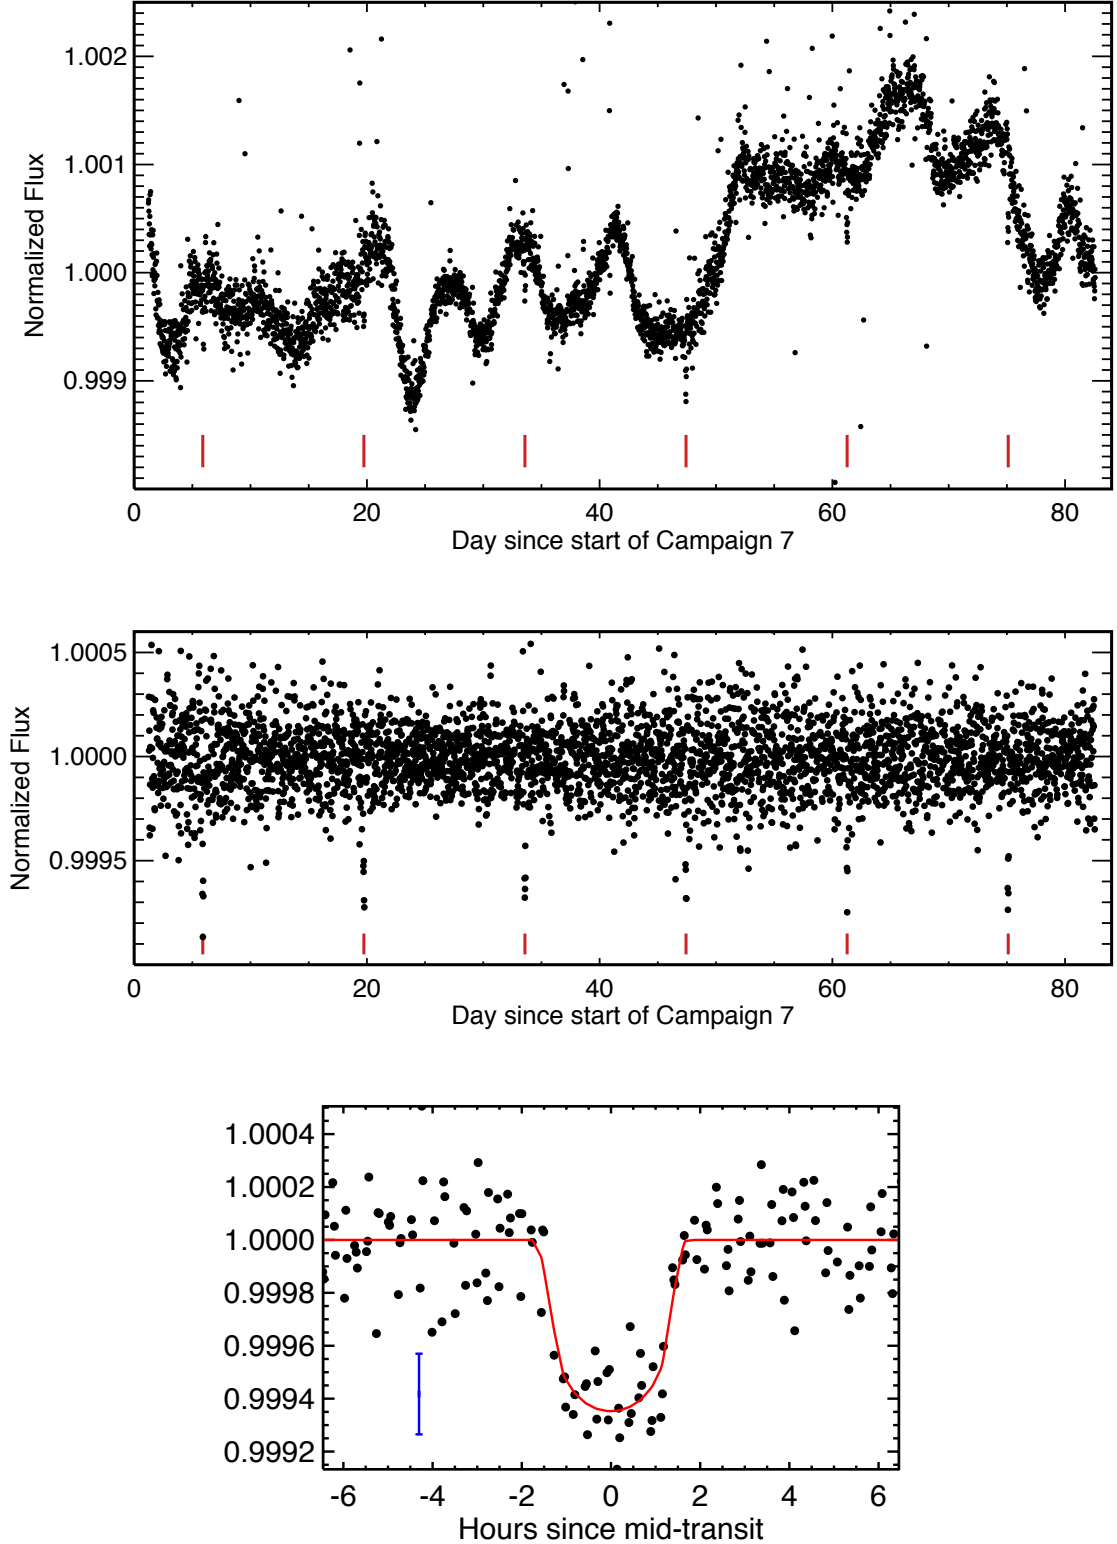 1.002
1.001
1.000
0.999
Normalized Flux
0 20 40 60 80
Day since start of Campaign 7
1.0005
1.0000
0.9995
Normalized Flux
0 20 40 60 80
Day since start of Campaign 7
1.0004
1.0002
1.0000
0.9998
0.9996
0.9994
0.9992
-6 -4 -2 0 2 4 6
Hours since mid-transit